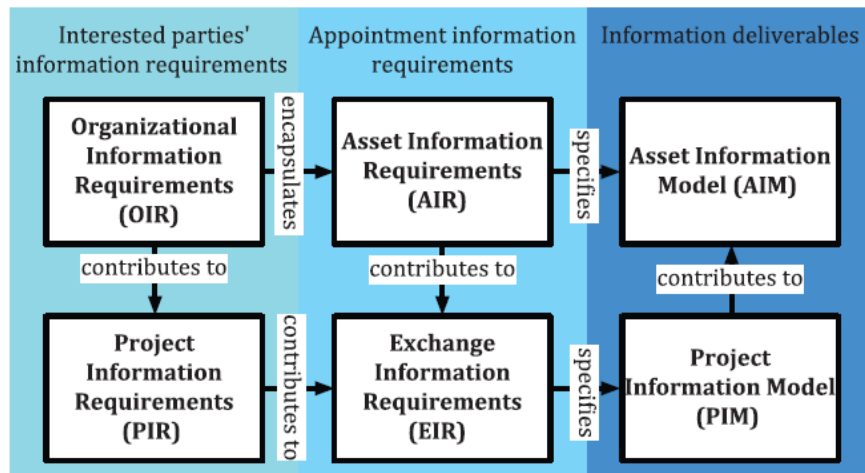 Interested parties'
information requirements
Appointment information
requirements
Information deliverables
Organizational
Information
Requirements
(OIR)
encapsulates
Asset Information
Requirements
(AIR)
specifies
Asset Information
Model (AIM)
contributes to
contributes to
contributes to
Project
Information
Requirements
(PIR)
contributes to
Exchange
Information
Requirements
(EIR)
specifies
Project
Information Model
(PIM)